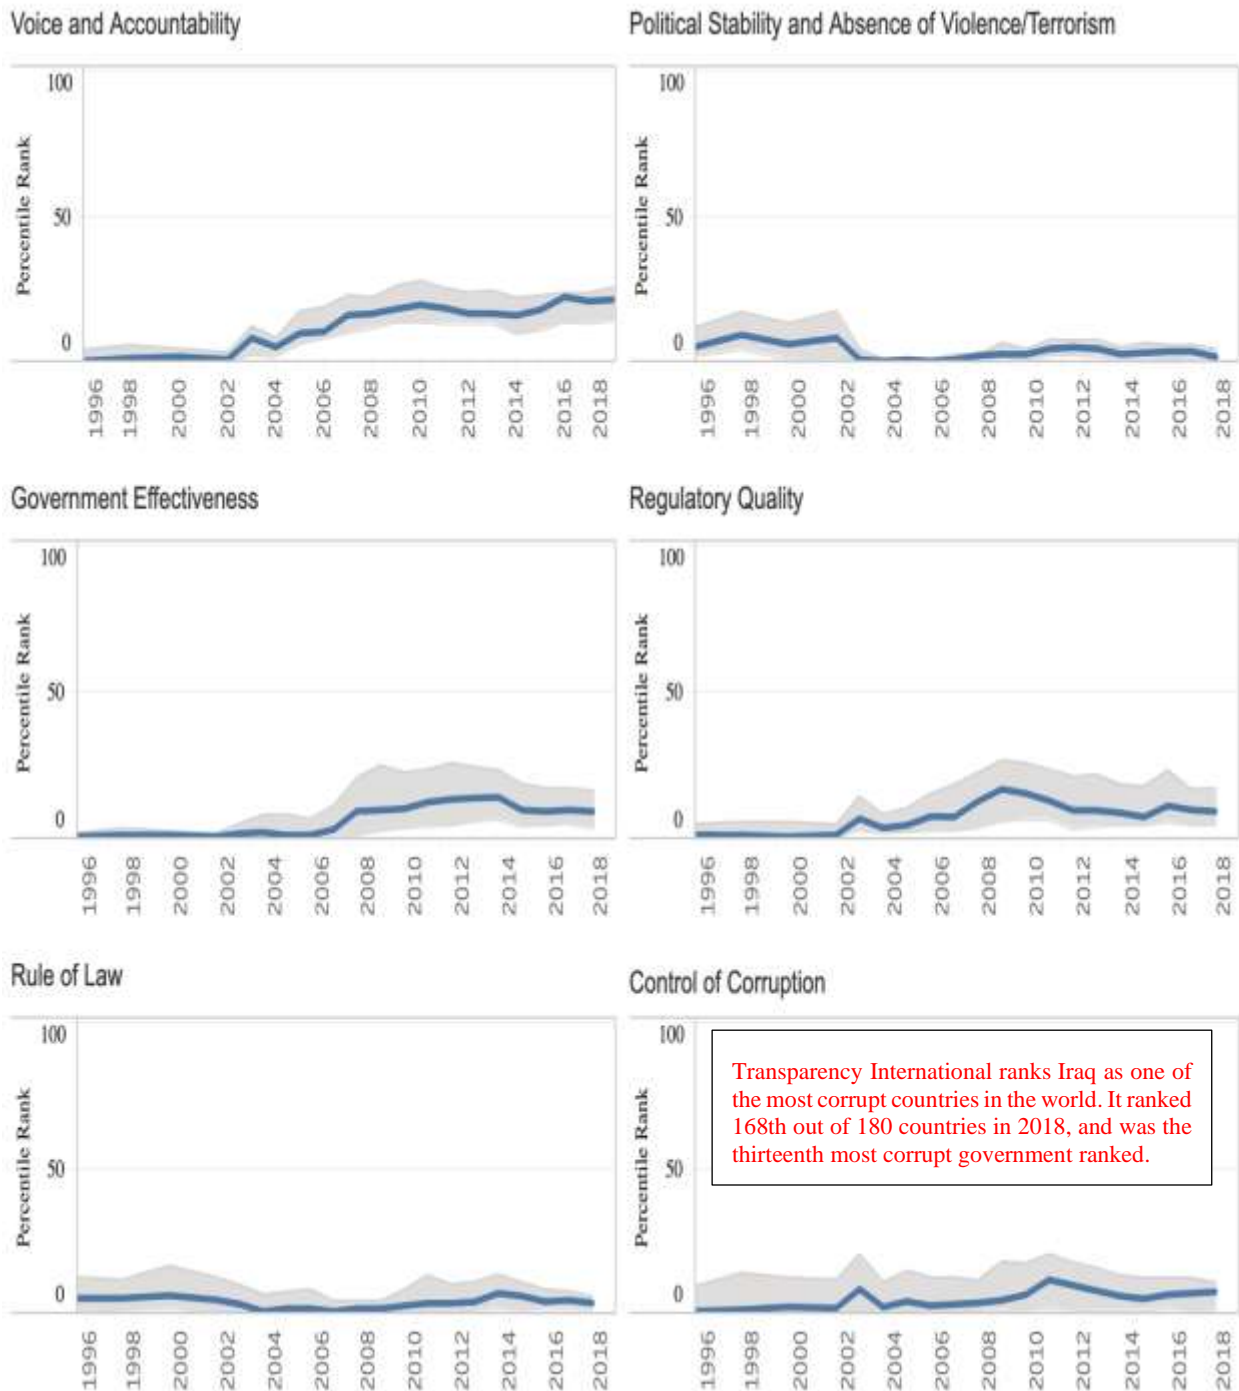 Voice and Accountability
Political Stability and Absence of Violence/Terrorism
100
50
0
Percentile Rank
1996 1998 2000 2002 2004 2006 2008 2010 2012 2014 2016 2018
100
50
0
Percentile Rank
1996 1998 2000 2002 2004 2006 2008 2010 2012 2014 2016 2018
Government Effectiveness
Regulatory Quality
100
50
0
Percentile Rank
1996 1998 2000 2002 2004 2006 2008 2010 2012 2014 2016 2018
100
50
0
Percentile Rank
1996 1998 2000 2002 2004 2006 2008 2010 2012 2014 2016 2018
Rule of Law
Control of Corruption
100
50
0
Percentile Rank
1996 1998 2000 2002 2004 2006 2008 2010 2012 2014 2016 2018
100
50
0
Percentile Rank
Transparency International ranks Iraq as one of
the most corrupt countries in the world. It ranked
168th out of 180 countries in 2018, and was the
thirteenth most corrupt government ranked.
1996 1998 2000 2002 2004 2006 2008 2010 2012 2014 2016 2018